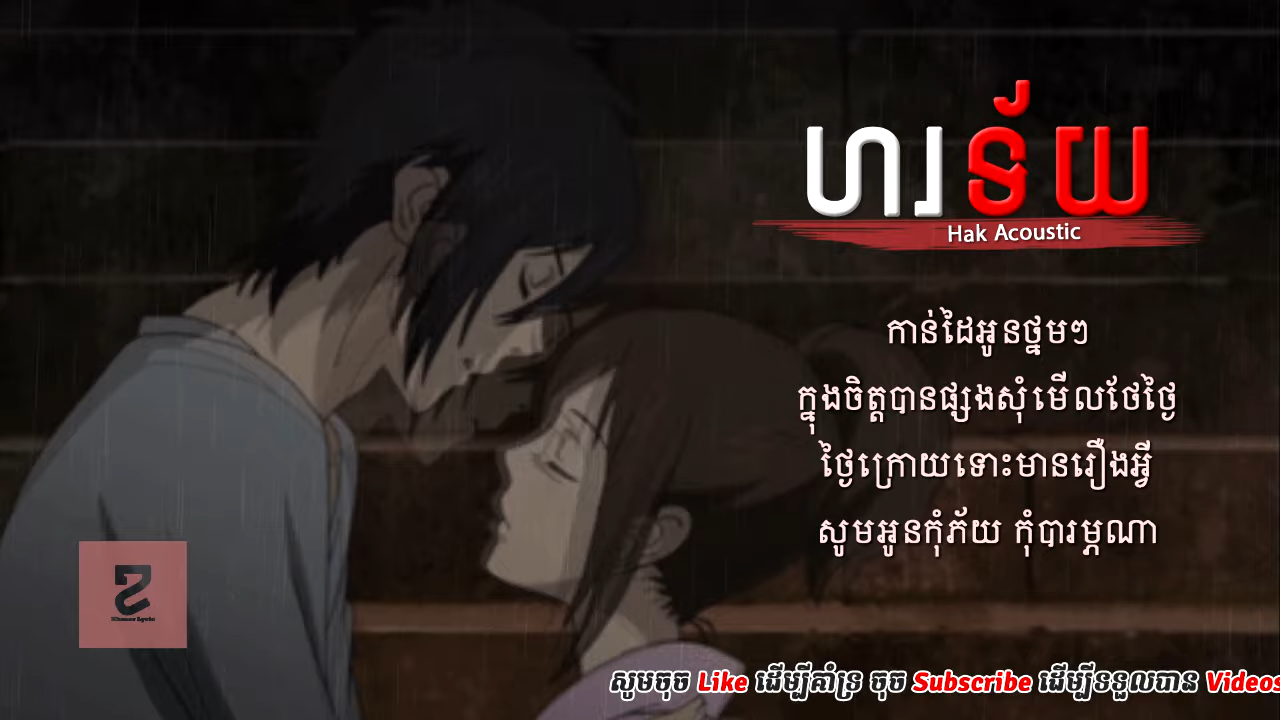 ហារទ័យ
Hak Acoustic
កាន់ដៃអូនថ្នមៗ
ក្នុងចិត្តបានផ្សងសុំមើលថែថ្ងៃ
ថ្ងៃក្រោយទោះមានរឿងអ្វី
សូមអូនកុំភ័យ កុំបារម្ភណា
សូមចុច Like ដើម្បីគាំទ្រ ចុច Subscribe ដើម្បីទទួលបាន Videos